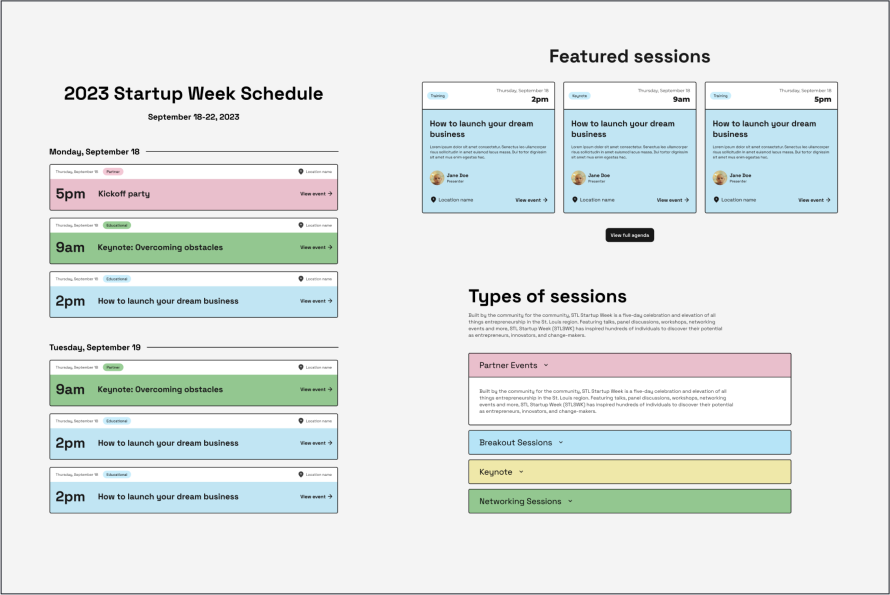 2023 Startup Week Schedule
September 18-22, 2023
Monday, September 18
Thursday, September 18 Partner Location name
5pm Kickoff party View event →
Thursday, September 18 Educational Location name
9am Keynote: Overcoming obstacles View event →
Thursday, September 18 Educational Location name
2pm How to launch your dream business View event →
Tuesday, September 19
Thursday, September 18 Partner Location name
9am Keynote: Overcoming obstacles View event →
Thursday, September 18 Educational Location name
2pm How to launch your dream business View event →
Thursday, September 18 Educational Location name
2pm How to launch your dream business View event →
Featured sessions
Training Thursday, September 18
2pm
How to launch your dream
business
Lorem ipsum dolor sit amet consectetur. Senectus leo ullamcorper
risus sollicitudin in amet euismod lacus massa. Dui tortor dignissim
sit amet mus enim egestas hac.
Jane Doe
Presenter
Location name View event →
Keynote Thursday, September 18
9am
How to launch your dream
business
Lorem ipsum dolor sit amet consectetur. Senectus leo ullamcorper
risus sollicitudin in amet euismod lacus massa. Dui tortor dignissim
sit amet mus enim egestas hac.
Jane Doe
Presenter
Location name View event →
Training Thursday, September 18
5pm
How to launch your dream
business
Lorem ipsum dolor sit amet consectetur. Senectus leo ullamcorper
risus sollicitudin in amet euismod lacus massa. Dui tortor dignissim
sit amet mus enim egestas hac.
Jane Doe
Presenter
Location name View event →
View full agenda
Types of sessions
Built by the community for the community, STL Startup Week is a five-day celebration and elevation of all
things entrepreneurship in the St. Louis region. Featuring talks, panel discussions, workshops, networking
events and more, STL Startup Week (STLSWK) has inspired hundreds of individuals to discover their potential
as entrepreneurs, innovators, and change-makers.
Partner Events
Built by the community for the community, STL Startup Week is a five-day celebration and elevation of all
things entrepreneurship in the St. Louis region. Featuring talks, panel discussions, workshops, networking
events and more, STL Startup Week (STLSWK) has inspired hundreds of individuals to discover their potential
as entrepreneurs, innovators, and change-makers.
Breakout Sessions
Keynote
Networking Sessions